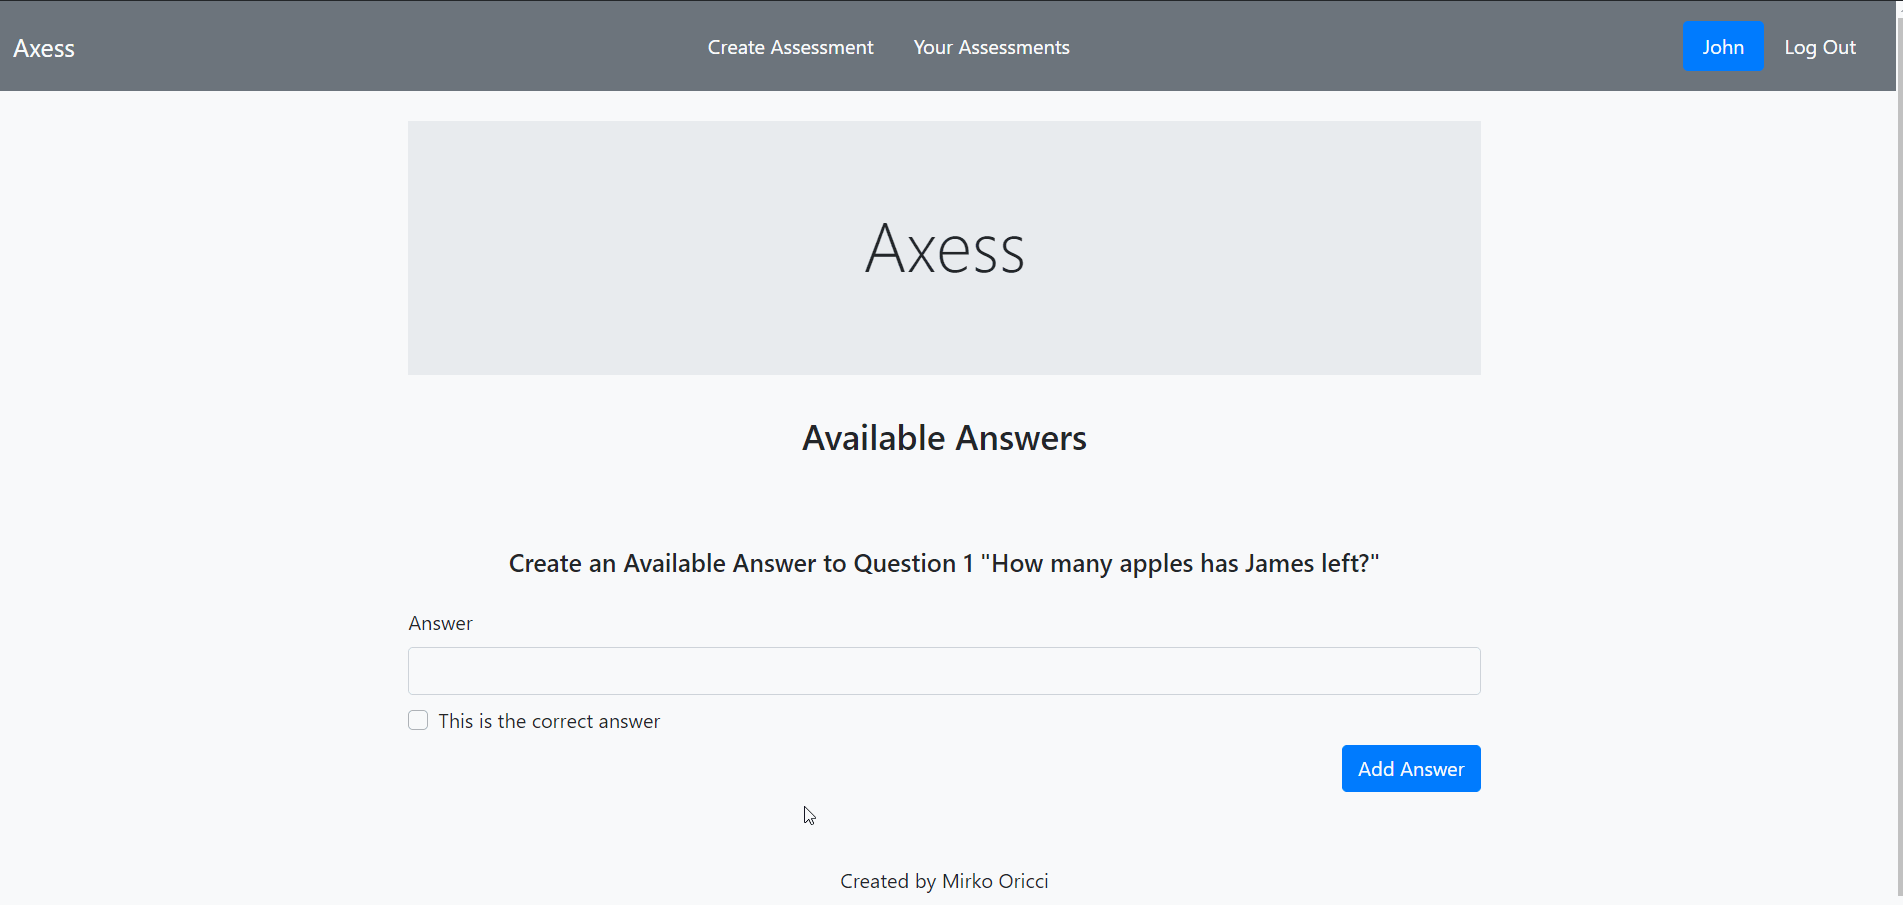 Axess
Create Assessment
Your Assessments
John
Log Out
Axess
Available Answers
Create an Available Answer to Question 1 "How many apples has James left?"
Answer
This is the correct answer
Add Answer
Created by Mirko Oricci